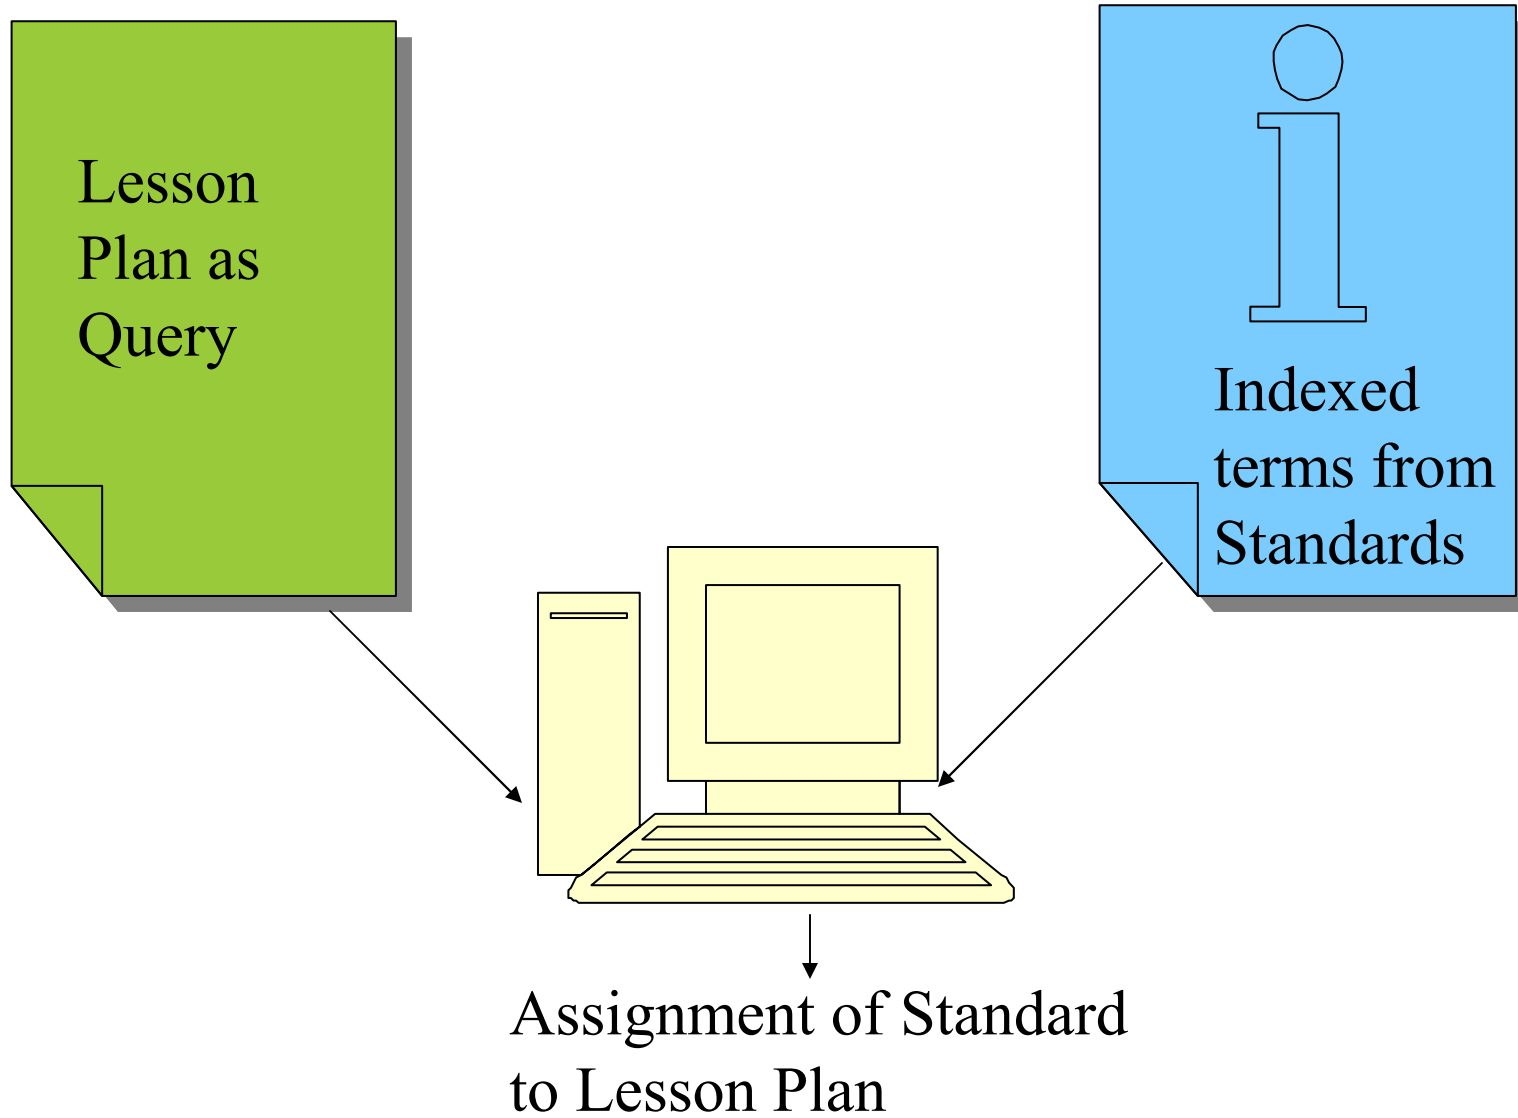 Lesson
Plan as
Query
i
Indexed
terms from
Standards
Assignment of Standard
to Lesson Plan